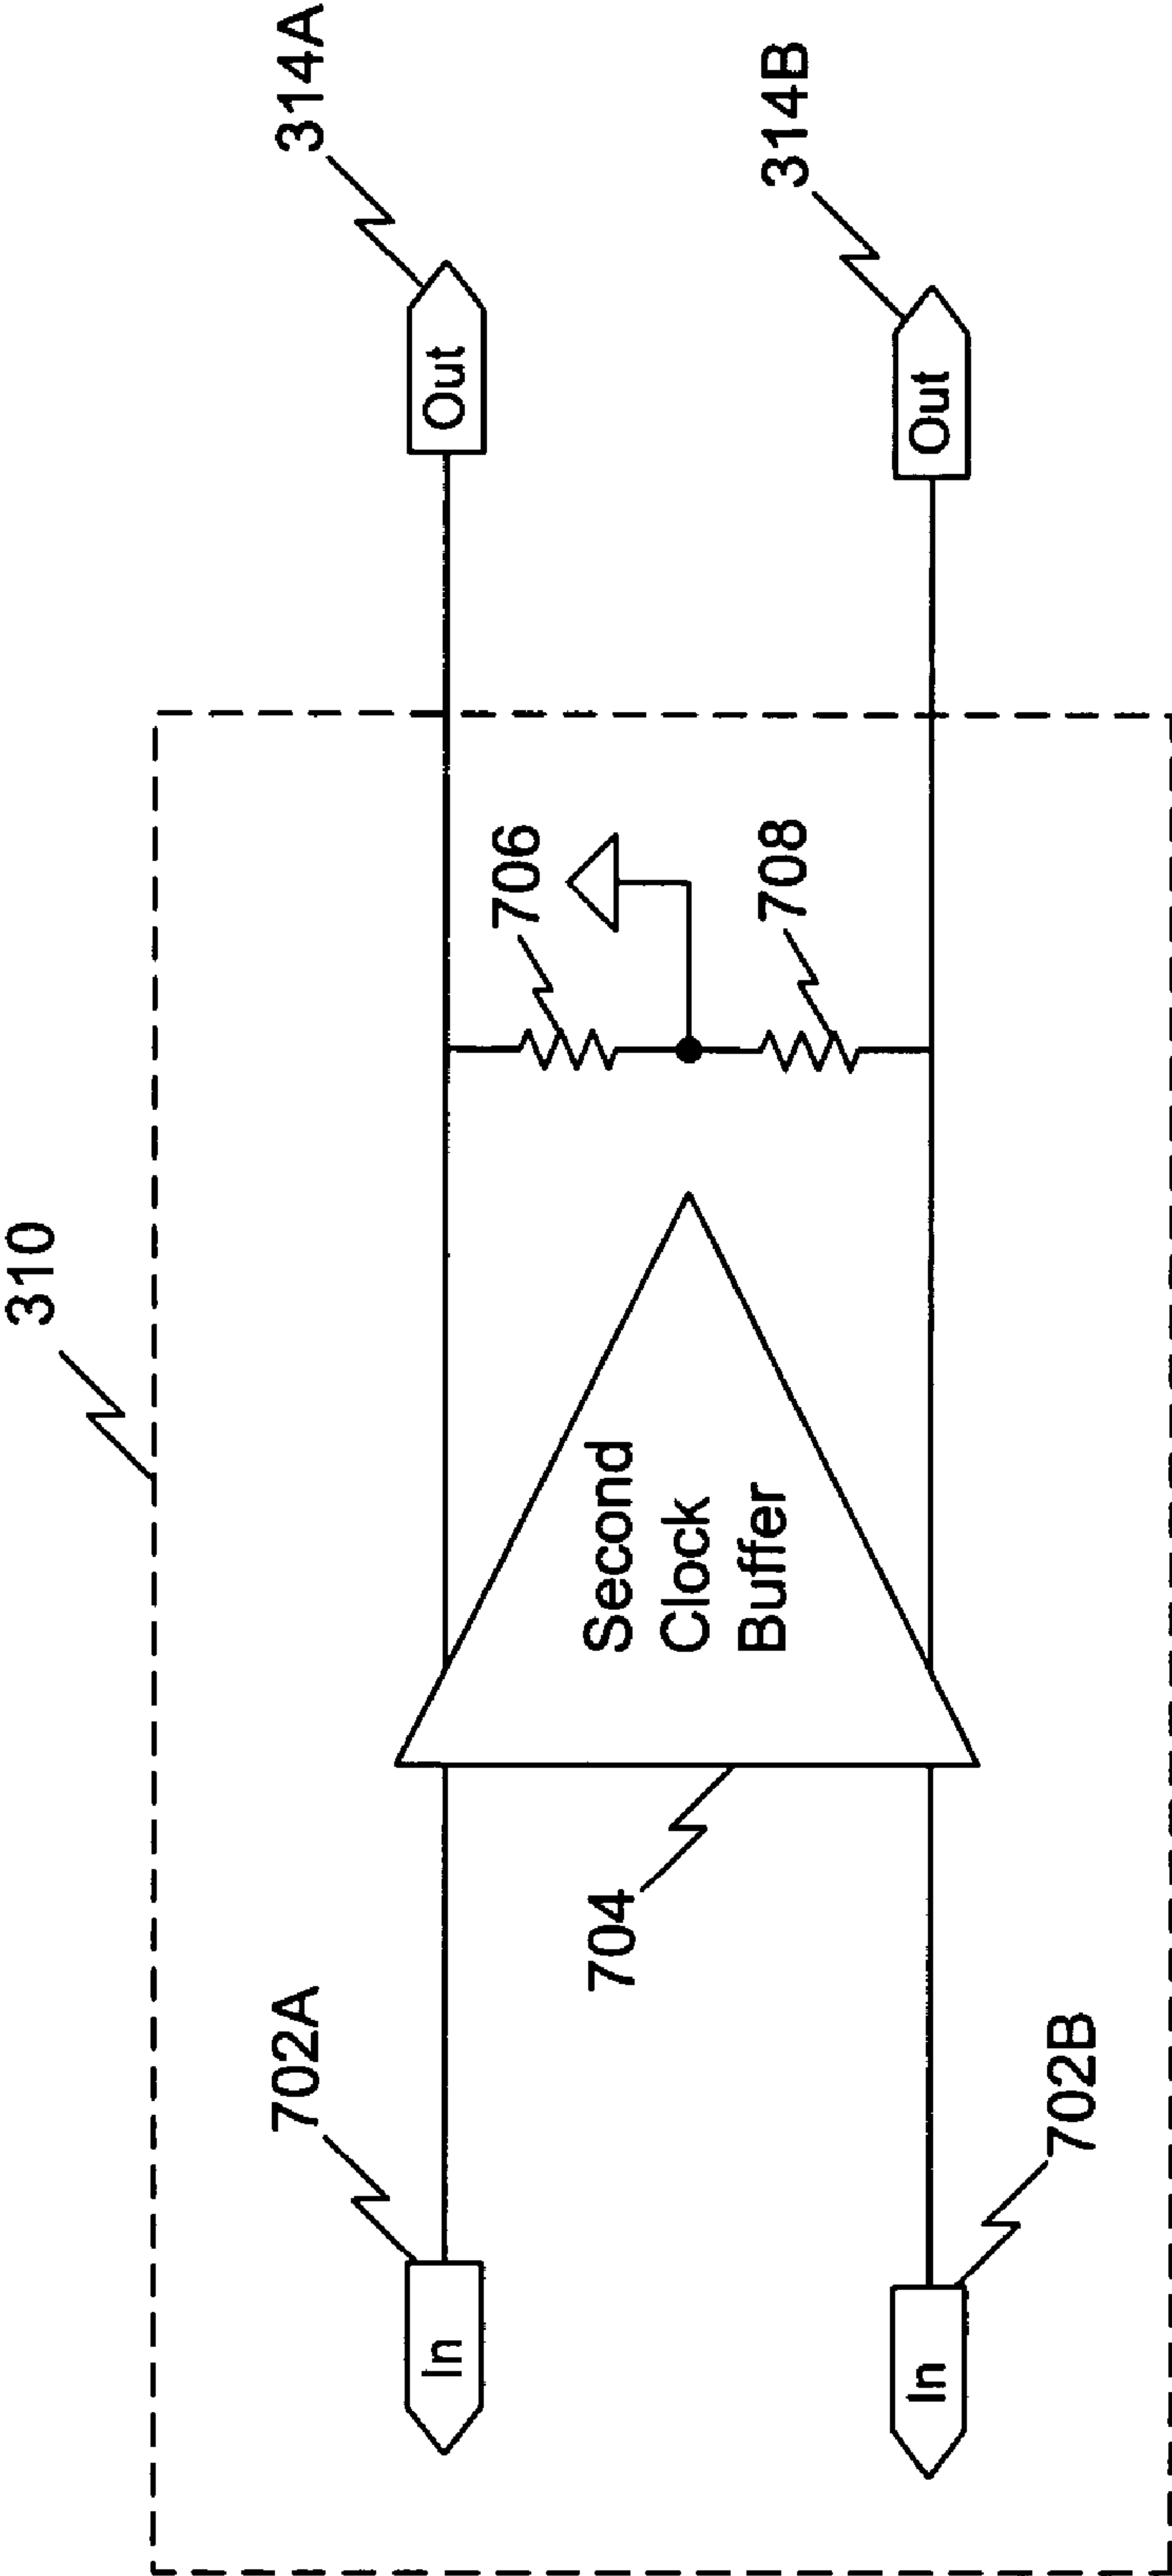 310
702A
In
702B
In
704
Second
Clock
Buffer
706
708
314A
Out
314B
Out